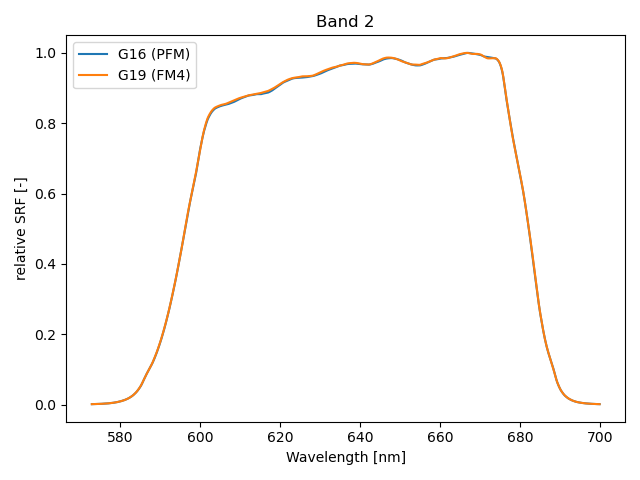 Band 2
G16 (PFM)
G19 (FM4)
relative SRF [-]
1.0
0.8
0.6
0.4
0.2
0.0
580 600 620 640 660 680 700
Wavelength [nm]